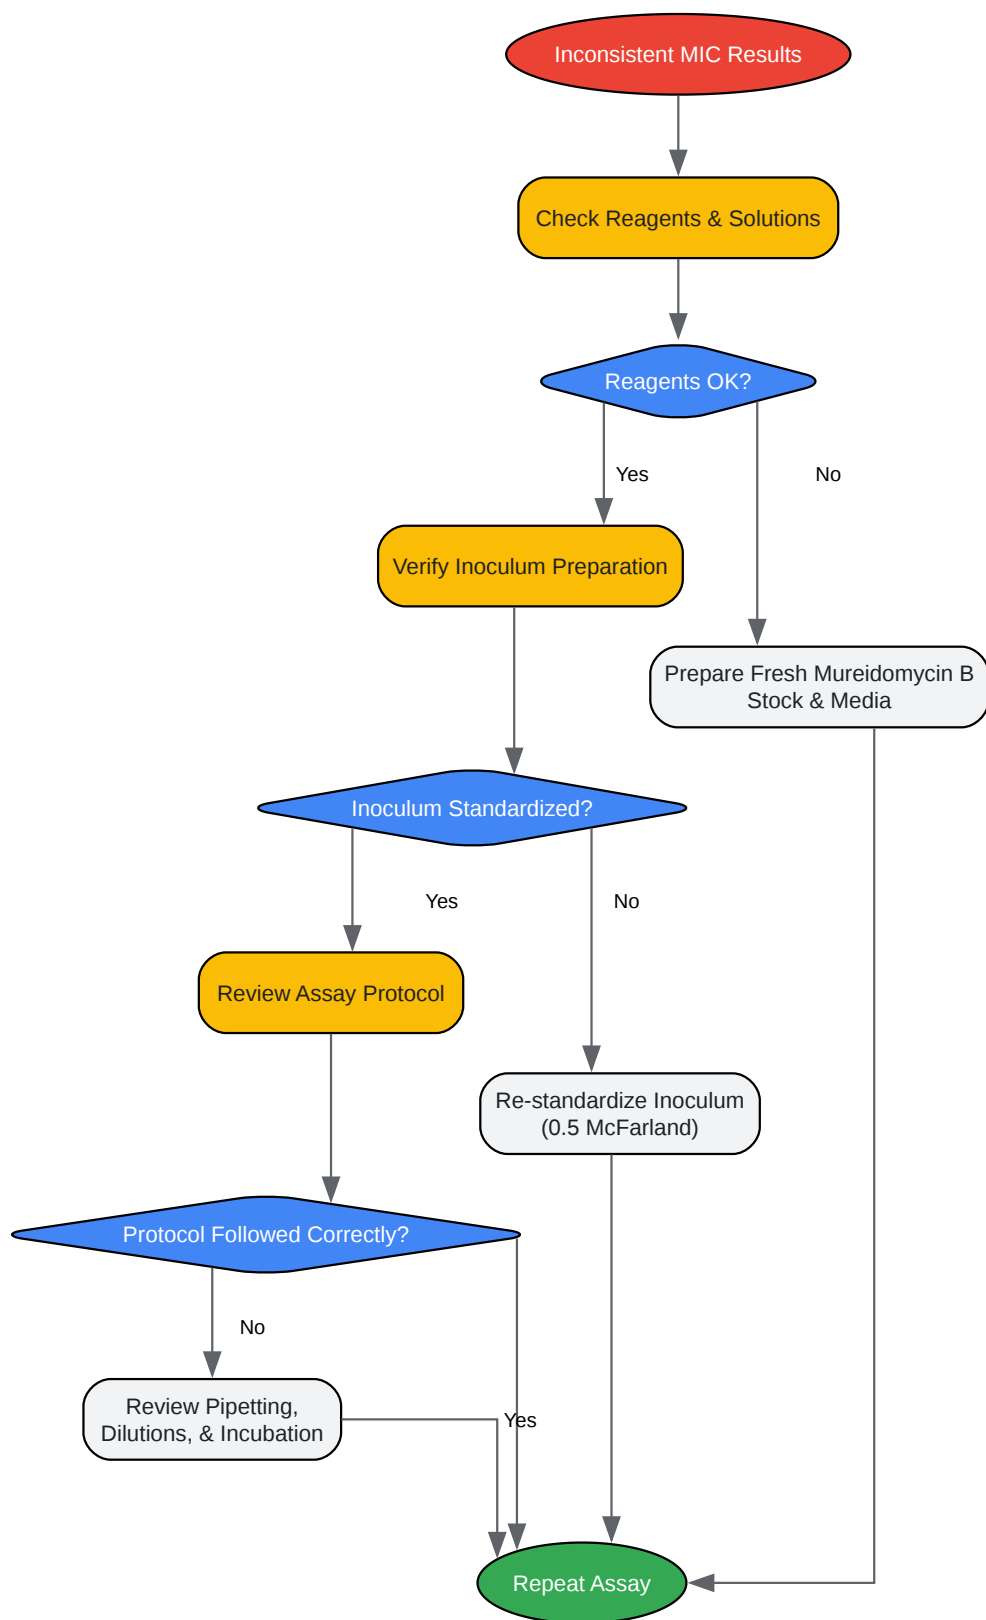 Inconsistent MIC Results
Check Reagents & Solutions
Reagents OK?
Yes
No
Verify Inoculum Preparation
Prepare Fresh Mureidomycin B
Stock & Media
Inoculum Standardized?
Yes
No
Review Assay Protocol
Re-standardize Inoculum
(0.5 McFarland)
Protocol Followed Correctly?
No
Review Pipetting,
Dilutions, & Incubation
Yes
Repeat Assay